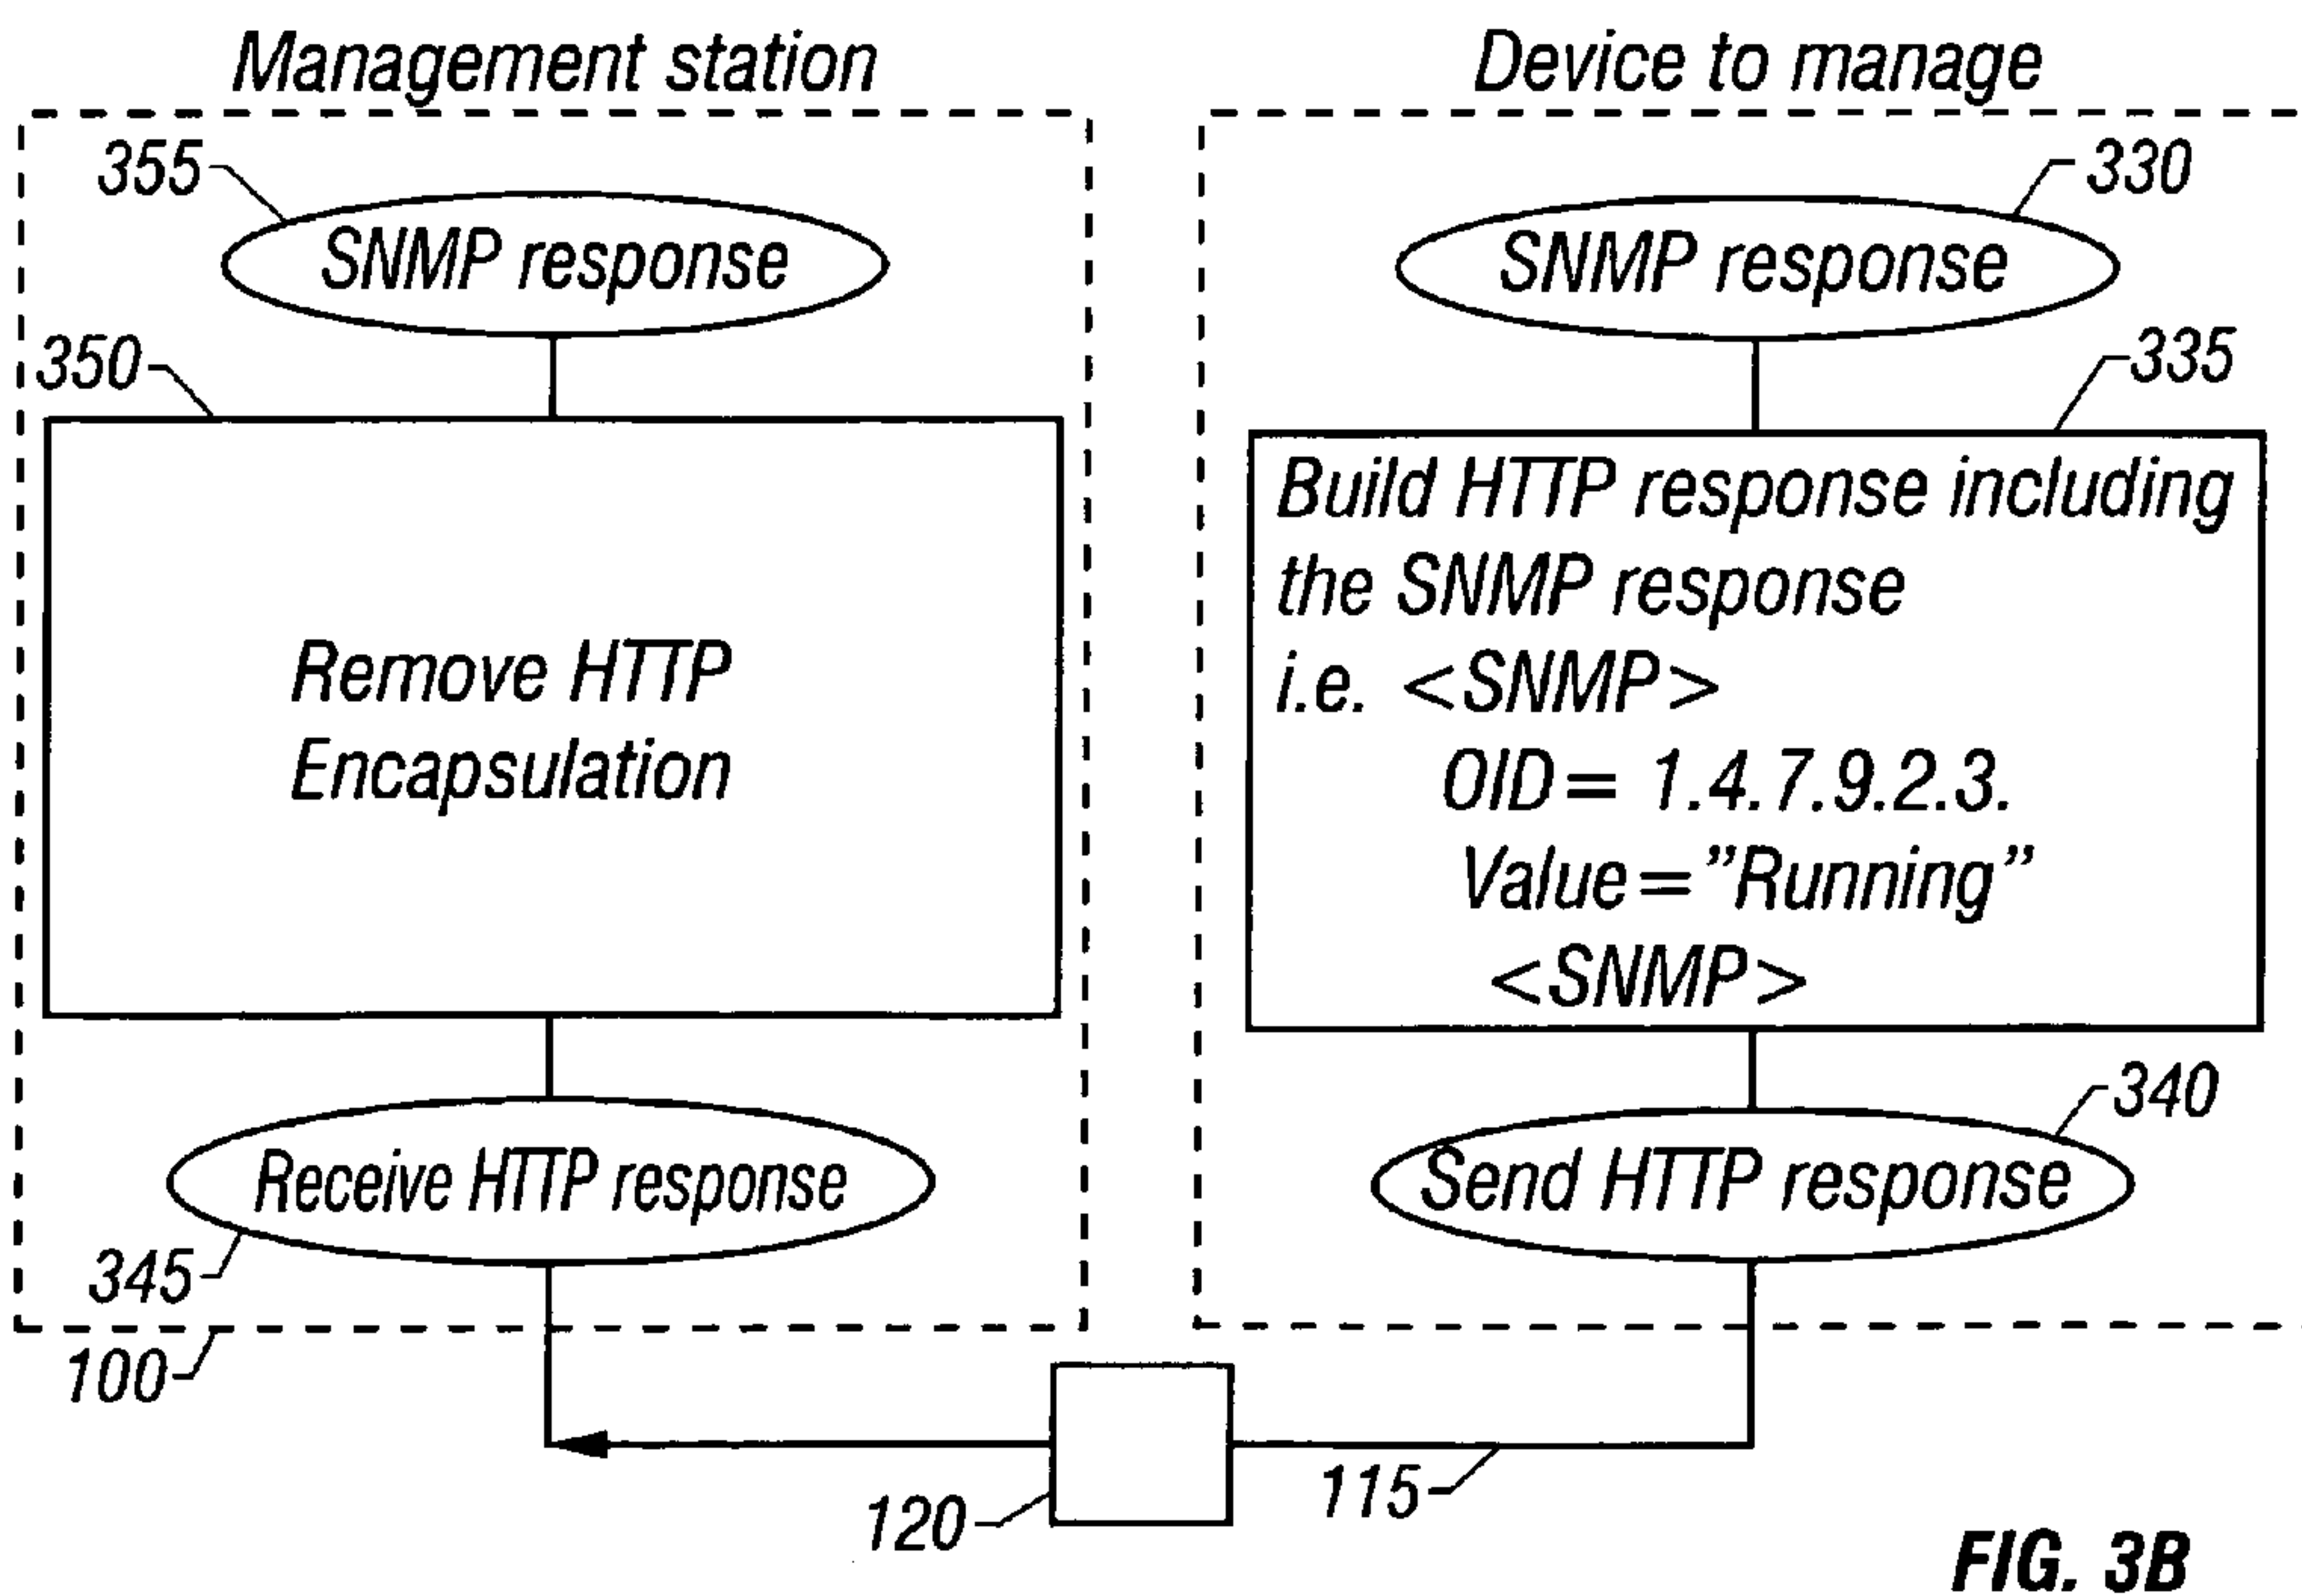 Management station
Device to manage
355
330
SNMP response
SNMP response
350
335
Remove HTTP
Encapsulation
Build HTTP response including
the SNMP response
i.e. <SNMP>
OID= 1.4.7.9.2.3.
Value="Running"
<SNMP>
340
Receive HTTP response
Send HTTP response
345
100
120
115
FIG. 3B